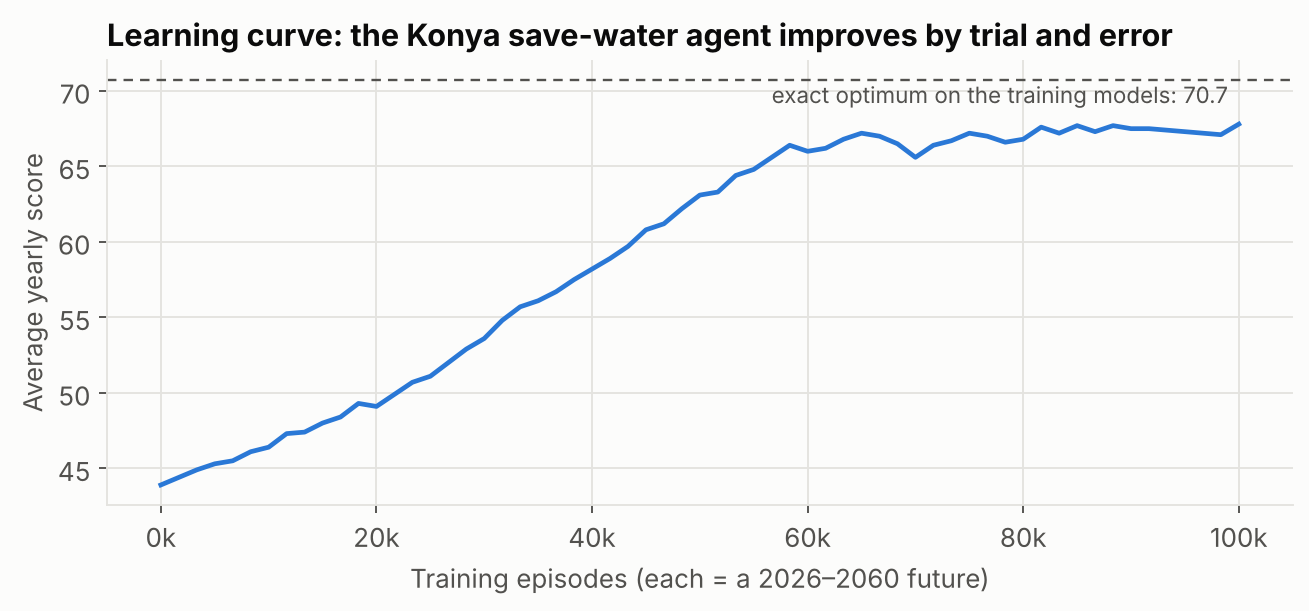 Learning curve: the Konya save-water agent improves by trial and error
exact optimum on the training models: 70.7
Average yearly score
70
65
60
55
50
45
0k 20k 40k 60k 80k 100k
Training episodes (each = a 2026–2060 future)